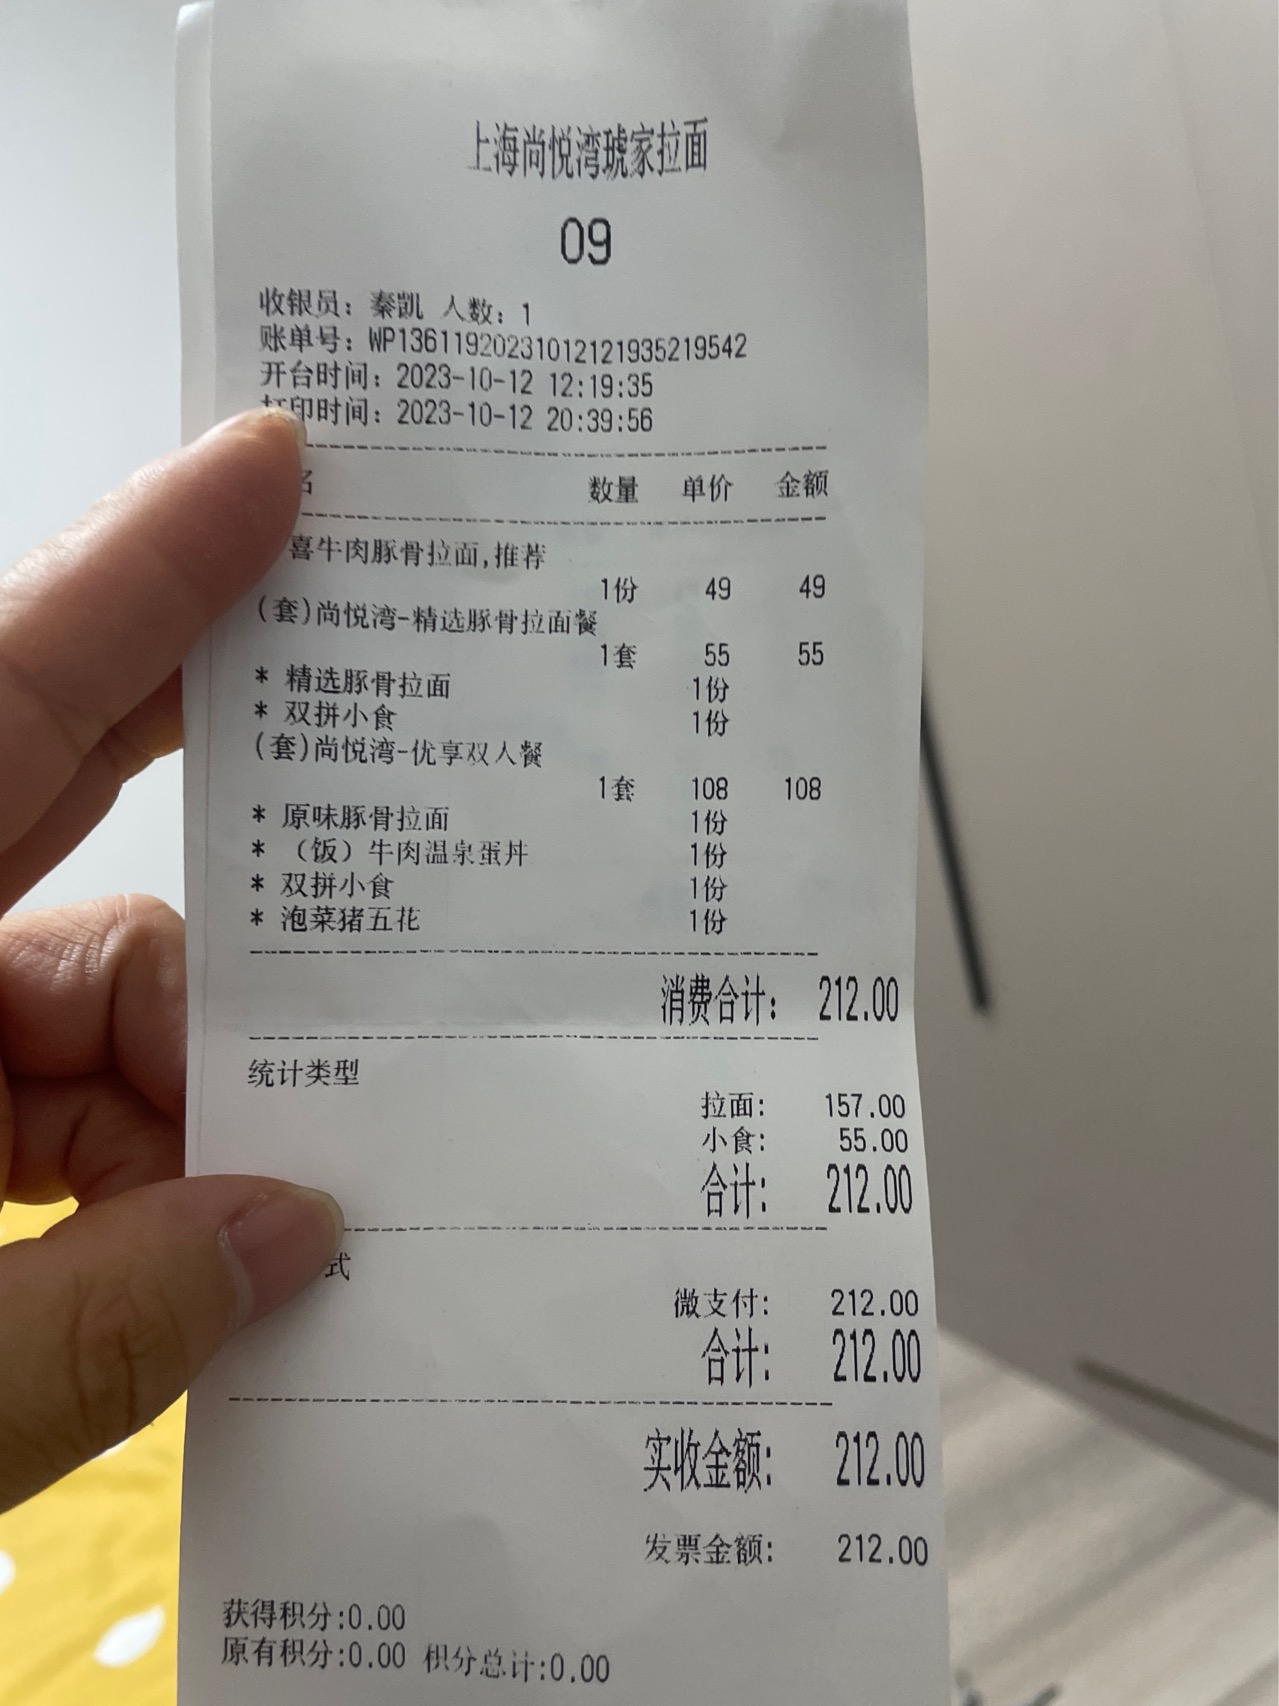 上海尚悦湾琥家拉面
09
收银员：秦凯 人数：1
账单号：WP13611920231012121935219542
开台时间：2023-10-12 12:19:35
打印时间：2023-10-12 20:39:56
名 数量 单价 金额
喜牛肉豚骨拉面,推荐
1份 49 49
(套)尚悦湾-精选豚骨拉面餐
1套 55 55
* 精选豚骨拉面 1份
* 双拼小食 1份
(套)尚悦湾-优享双人餐
1套 108 108
* 原味豚骨拉面 1份
* （饭）牛肉温泉蛋丼 1份
* 双拼小食 1份
* 泡菜猪五花 1份
消费合计： 212.00
统计类型
拉面： 157.00
小食： 55.00
合计： 212.00
式
微支付： 212.00
合计： 212.00
实收金额： 212.00
发票金额： 212.00
获得积分:0.00
原有积分:0.00 积分总计:0.00